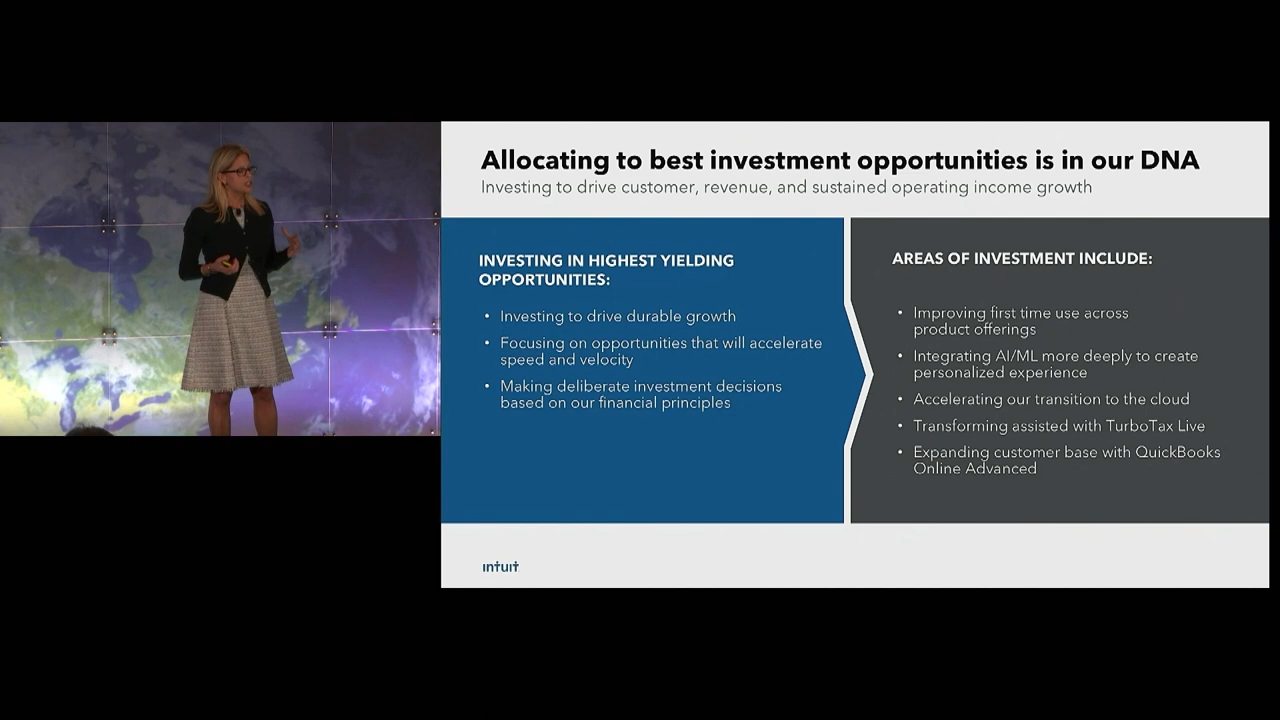 Allocating to best investment opportunities is in our DNA
Investing to drive customer, revenue, and sustained operating income growth
INVESTING IN HIGHEST YIELDING
OPPORTUNITIES:
• Investing to drive durable growth
• Focusing on opportunities that will accelerate
speed and velocity
• Making deliberate investment decisions
based on our financial principles
AREAS OF INVESTMENT INCLUDE:
• Improving first time use across
product offerings
• Integrating AI/ML more deeply to create
personalized experience
• Accelerating our transition to the cloud
• Transforming assisted with TurboTax Live
• Expanding customer base with QuickBooks
Online Advanced
intuit